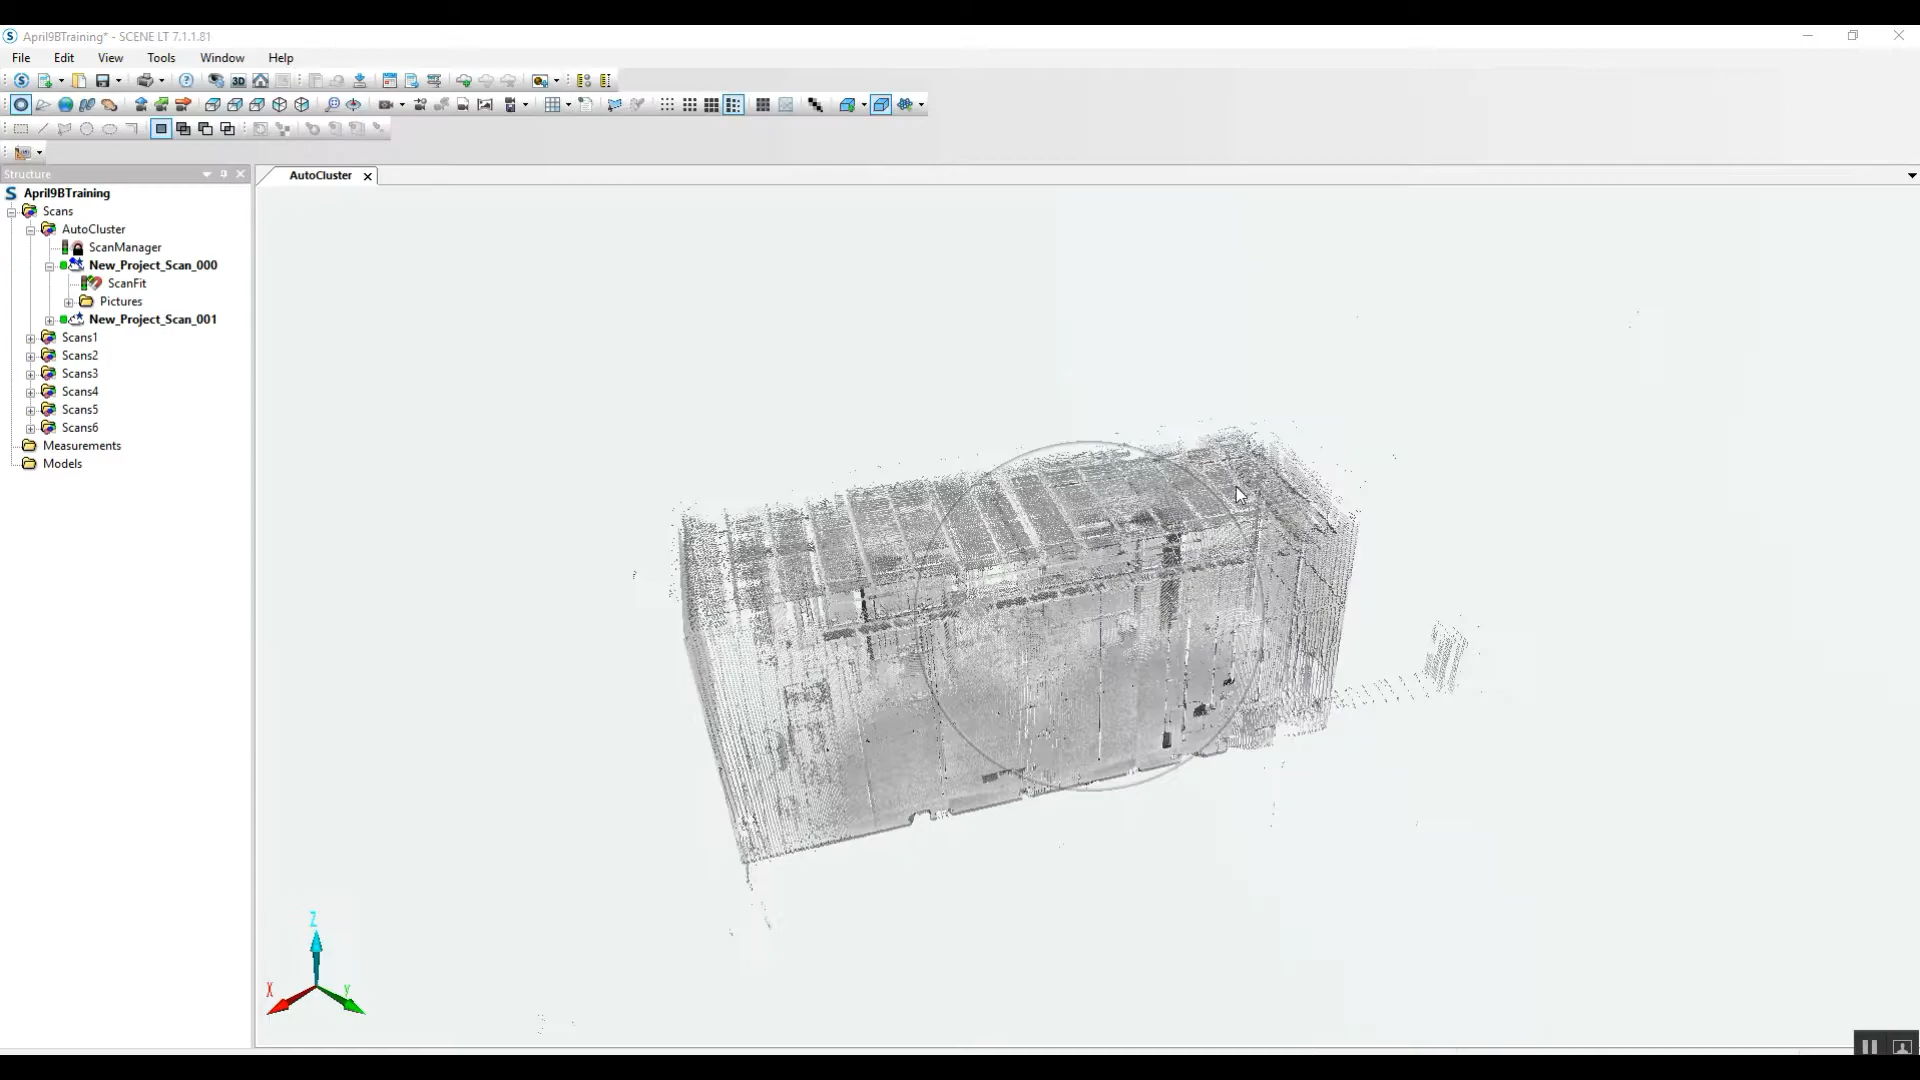 April9BTraining* - SCENE LT 7.1.1.81
File Edit View Tools Window Help
3D
Structure
AutoCluster
April9BTraining
Scans
AutoCluster
ScanManager
New_Project_Scan_000
ScanFit
Pictures
New_Project_Scan_001
Scans1
Scans2
Scans3
Scans4
Scans5
Scans6
Measurements
Models
Z
X
Y